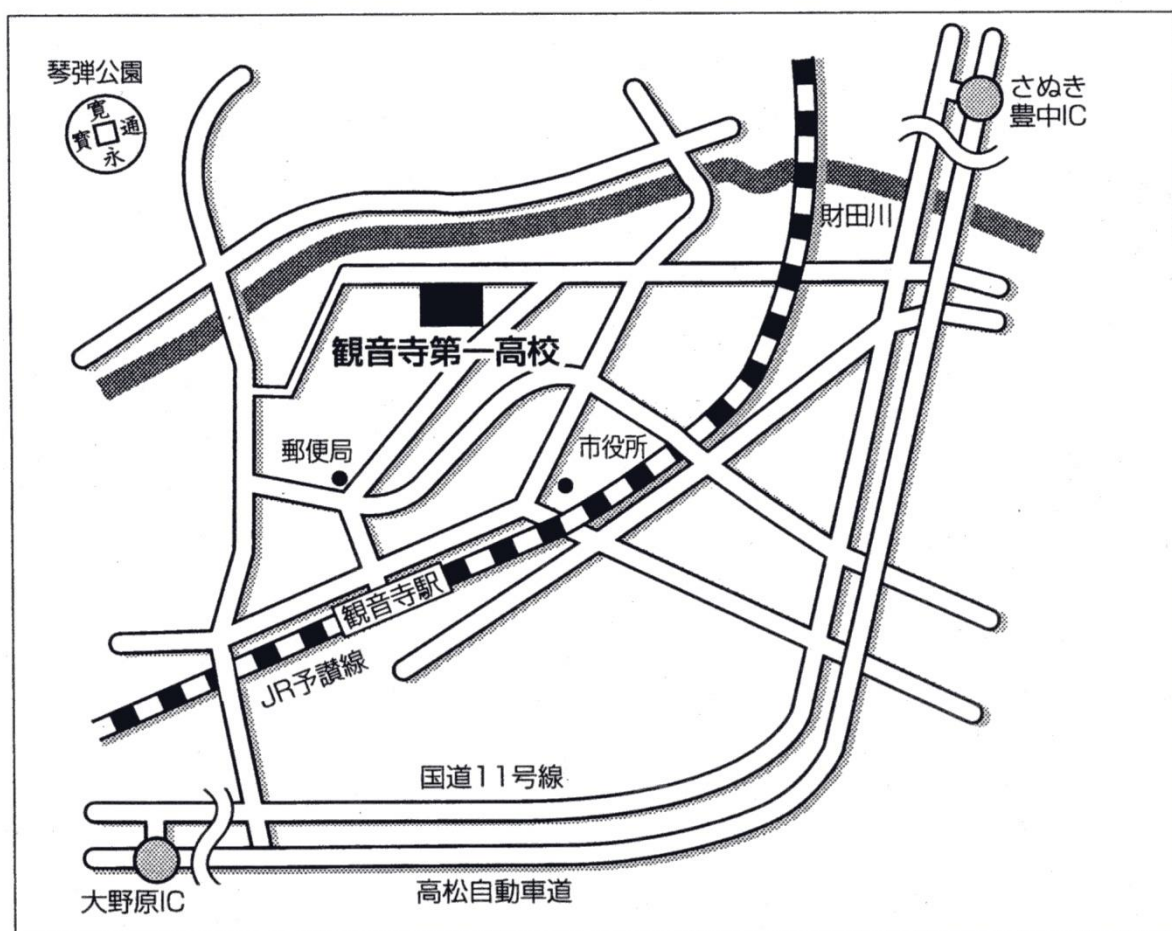 琴弾公園
寛
寳 通
永
さぬき
豊中IC
財田川
観音寺第一高校
郵便局
市役所
観音寺駅
JR予讃線
国道11号線
大野原IC
高松自動車道